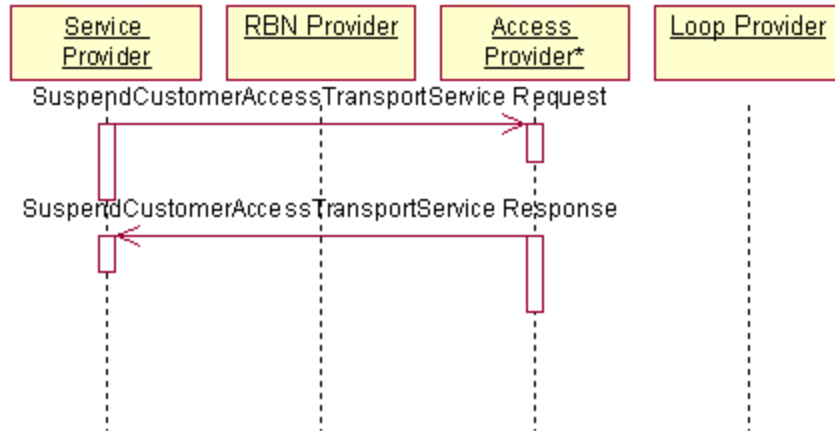 Service
Provider
RBN Provider
Access
Provider*
Loop Provider
SuspendCustomerAccessTransportService Request
SuspendCustomerAccessTransportService Response